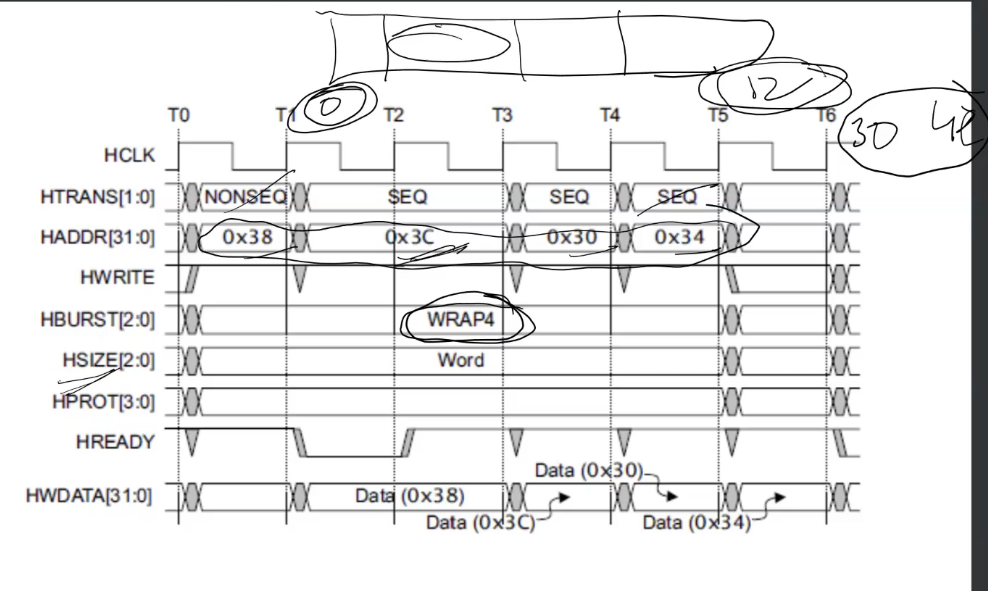 12
0
30
T0 T1 T2 T3 T4 T5 T6
HCLK
HTRANS[1:0] NONSEQ SEQ SEQ SEQ
HADDR[31:0] 0x38 0x3C 0x30 0x34
HWRITE
HBURST[2:0] WRAP4
HSIZE[2:0] Word
HPROT[3:0]
HREADY
Data (0x30)
HWDATA[31:0] Data (0x38)
Data (0x3C) Data (0x34)